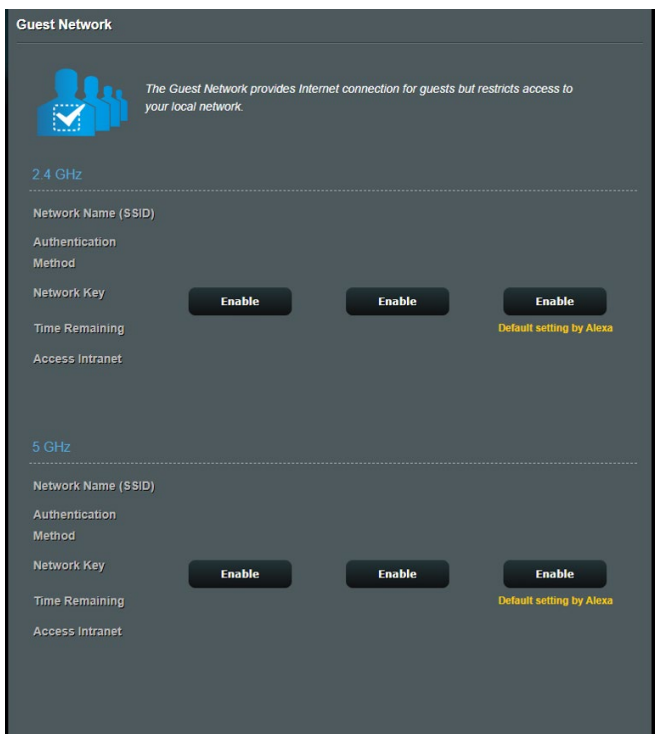 Guest Network
The Guest Network provides Internet connection for guests but restricts access to
your local network.
2.4 GHz
Network Name (SSID)
Authentication
Method
Network Key
Enable Enable Enable
Time Remaining
Default setting by Alexa
Access Intranet
5 GHz
Network Name (SSID)
Authentication
Method
Network Key
Enable Enable Enable
Time Remaining
Default setting by Alexa
Access Intranet